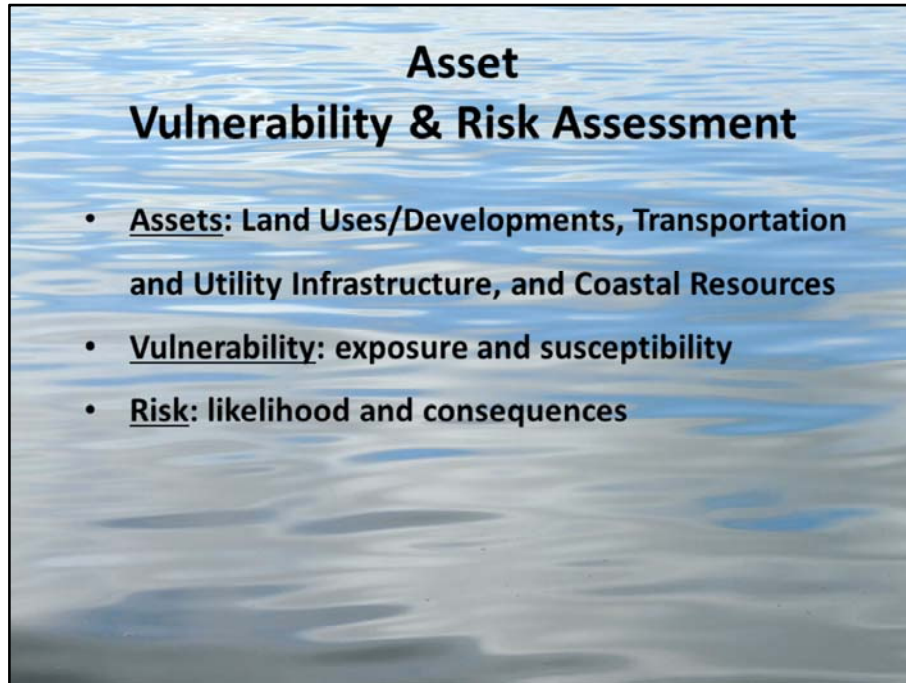 Asset
Vulnerability & Risk Assessment
• Assets: Land Uses/Developments, Transportation
and Utility Infrastructure, and Coastal Resources
• Vulnerability: exposure and susceptibility
• Risk: likelihood and consequences